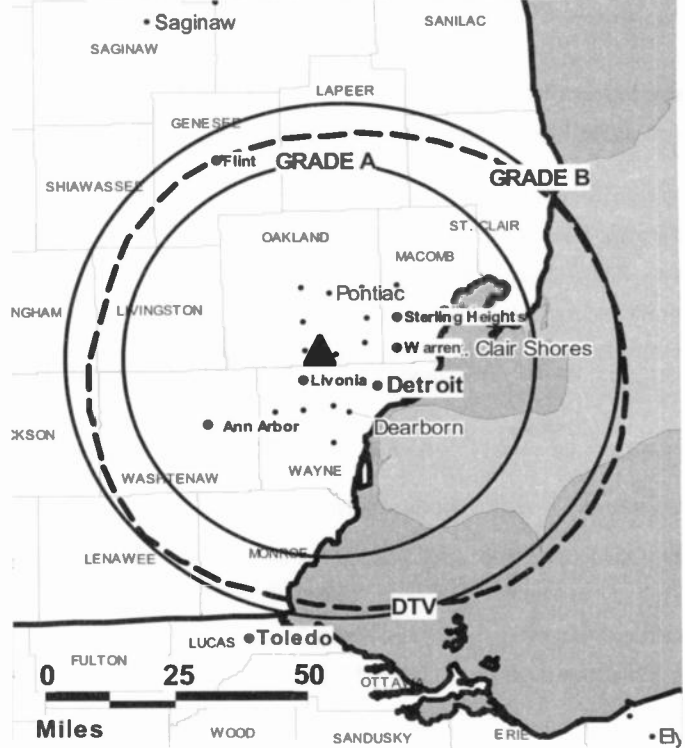 Saginaw
SANILAC
SAGINAW
LAPEER
GENESEE
Flint
GRADE A
GRADE B
SHIAWASSEE
ST. CLAIR
OAKLAND
MACOMB
Pontiac
NGHAM
LIVINGSTON
Sterling Heights
Warren
. Clair Shores
Livonia
Detroit
Ann Arbor
Dearborn
CKSON
WAYNE
WASHTENAW
MONROE
LENAWEE
DTV
LUCAS
Toledo
FULTON
0 25 50
OTTAWA
Miles
WOOD
SANDUSKY
ERIE